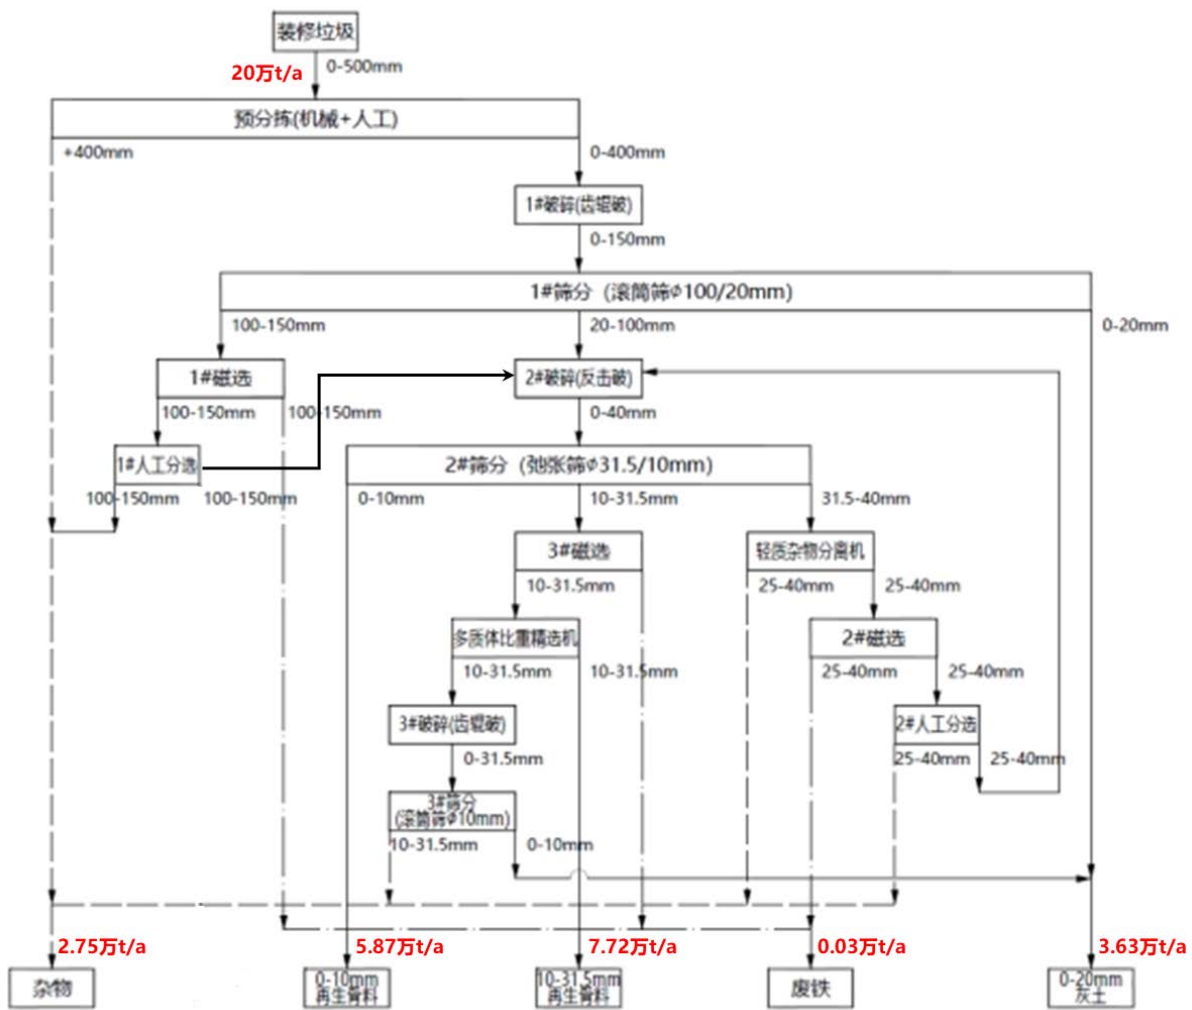 装修垃圾
20万t/a
0-500mm
预分拣(机械+人工)
+400mm
0-400mm
1#破碎(齿辊破)
0-150mm
1#筛分（滚筒筛φ100/20mm)
100-150mm
20-100mm
0-20mm
1#磁选
2#破碎(反击破)
100-150mm
100-150mm
0-40mm
1#人工分选
2#筛分（弛张筛φ31.5/10mm)
100-150mm
100-150mm
0-10mm
10-31.5mm
31.5-40mm
3#磁选
轻质杂物分离机
10-31.5mm
25-40mm
25-40mm
多质体比重精选机
2#磁选
10-31.5mm
10-31.5mm
25-40mm
25-40mm
3#破碎(齿辊破)
2#人工分选
0-31.5mm
25-40mm
25-40mm
3#筛分
(滚筒筛φ10mm)
10-31.5mm
0-10mm
2.75万t/a
5.87万t/a
7.72万t/a
0.03万t/a
3.63万t/a
杂物
0-10mm
再生骨料
10-31.5mm
再生骨料
废铁
0-20mm
灰土